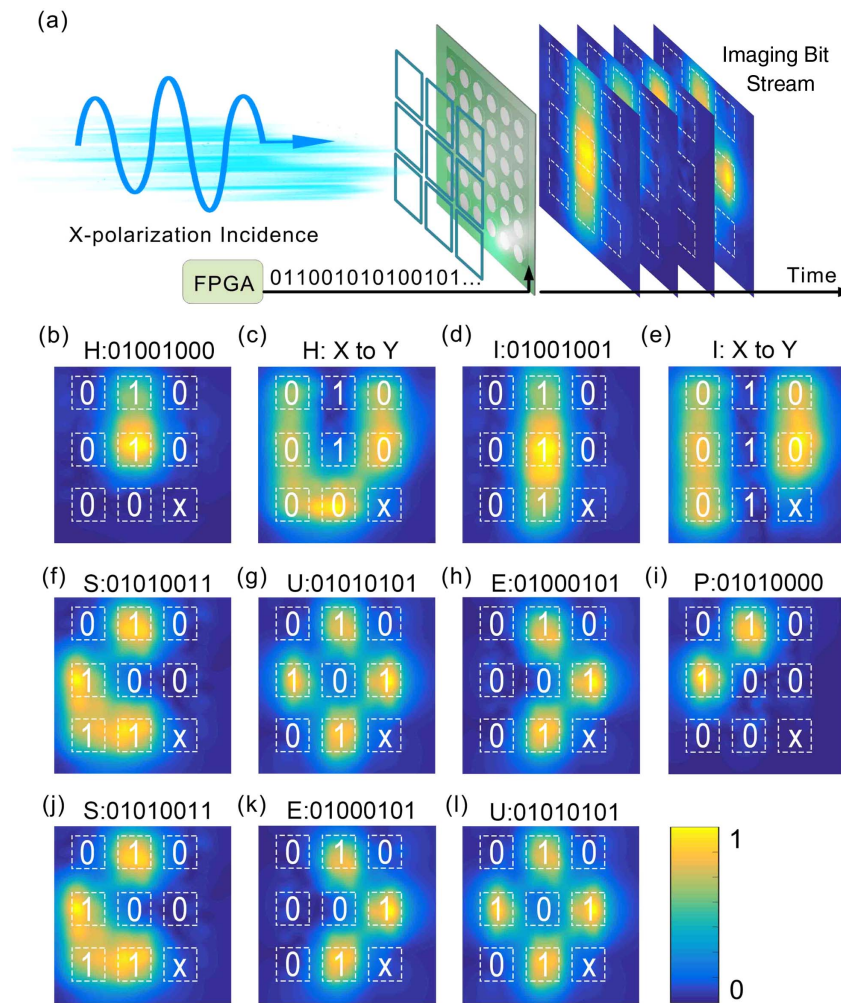 (a)
Imaging Bit
Stream
X-polarization Incidence
FPGA
011001010100101...
Time
(b)
H:01001000
0 1 0
0 1 0
0 0 x
(c)
H: X to Y
0 1 0
0 1 0
0 0 x
(d)
I:01001001
0 1 0
0 1 0
0 1 x
(e)
I: X to Y
0 1 0
0 1 0
0 1 x
(f)
S:01010011
0 1 0
1 0 0
1 1 x
(g)
U:01010101
0 1 0
1 0 1
0 1 x
(h)
E:01000101
0 1 0
0 0 1
0 1 x
(i)
P:01010000
0 1 0
1 0 0
0 0 x
(j)
S:01010011
0 1 0
1 0 0
1 1 x
(k)
E:01000101
0 1 0
0 0 1
0 1 x
(l)
U:01010101
0 1 0
1 0 1
0 1 x
1
0